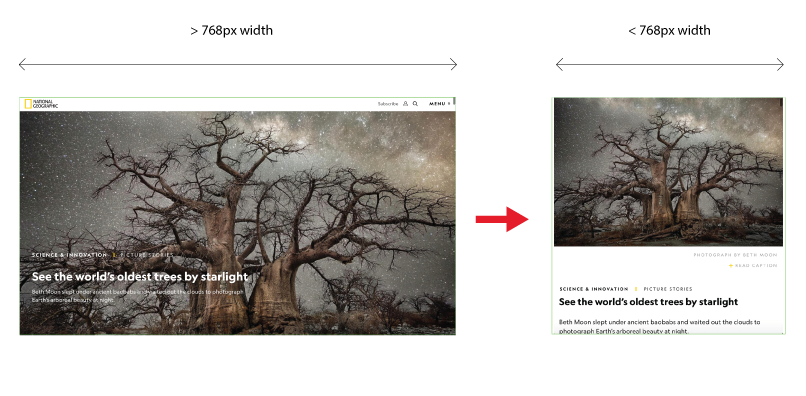 > 768px width
< 768px width
NATIONAL
GEOGRAPHIC
Subscribe
MENU
SCIENCE & INNOVATION
PICTURE STORIES
See the world's oldest trees by starlight
Beth Moon slept under ancient baobabs and waited out the clouds to photograph
Earth's arboreal beauty at night.
PHOTOGRAPH BY BETH MOON
READ CAPTION
SCIENCE & INNOVATION
PICTURE STORIES
See the world's oldest trees by starlight
Beth Moon slept under ancient baobabs and waited out the clouds to
photograph Earth's arboreal beauty at night.